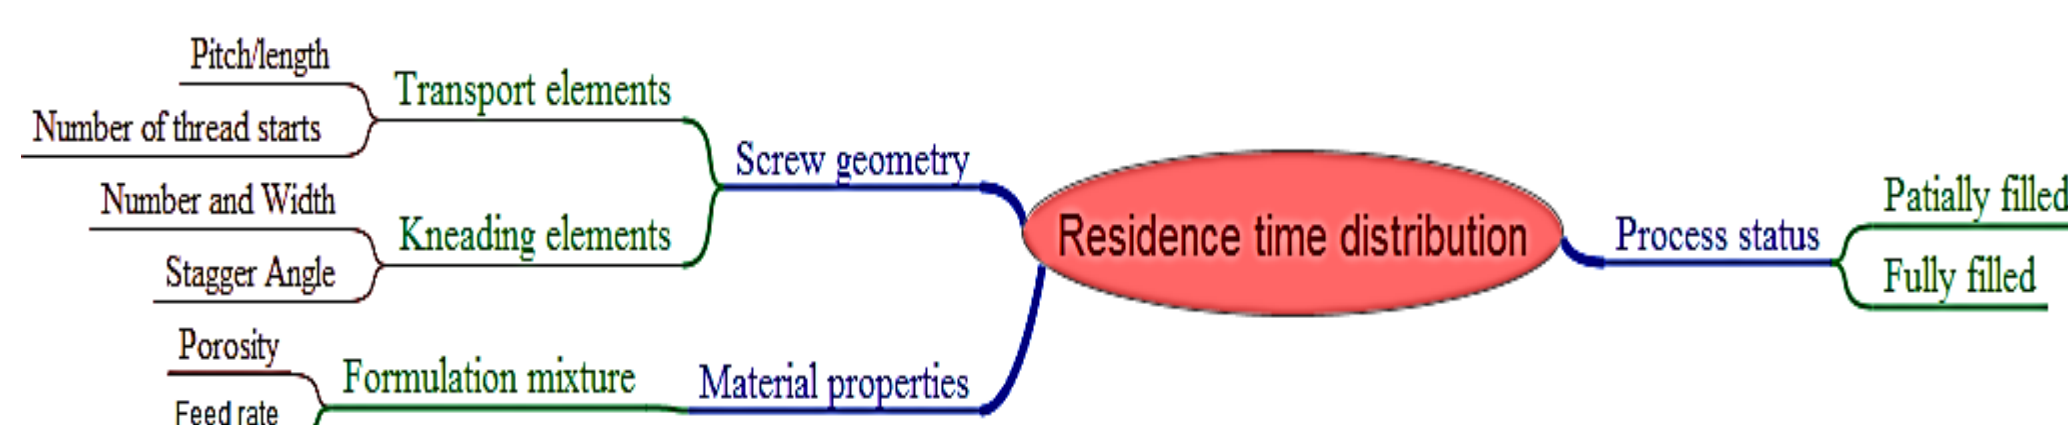 Pitch/length
Transport elements
Number of thread starts
Screw geometry
Number and Width
Kneading elements
Stagger Angle
Residence time distribution
Process status
Patially filled
Fully filled
Porosity
Formulation mixture
Material properties
Feed rate